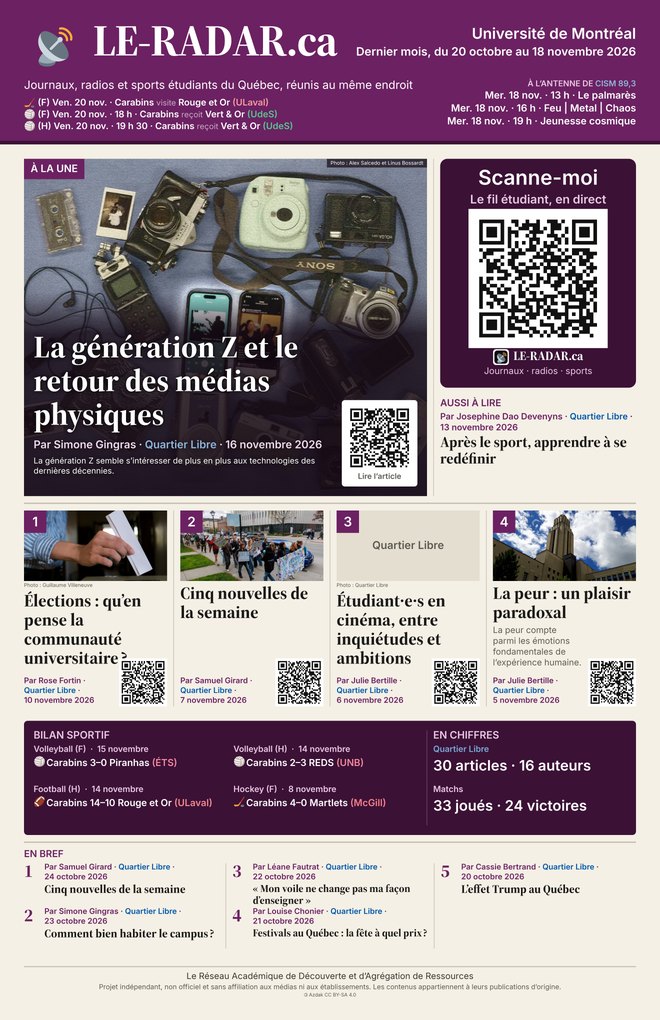 LE-RADAR.ca
Université de Montréal
Dernier mois, du 20 octobre au 18 novembre 2026
Journaux, radios et sports étudiants du Québec, réunis au même endroit
(F) Ven. 20 nov. · Carabins visite Rouge et Or (ULaval)
(F) Ven. 20 nov. · 18 h · Carabins reçoit Vert & Or (UdeS)
(H) Ven. 20 nov. · 19 h 30 · Carabins reçoit Vert & Or (UdeS)
À L'ANTENNE DE CISM 89,3
Mer. 18 nov. · 13 h · Le palmarès
Mer. 18 nov. · 16 h · Feu | Metal | Chaos
Mer. 18 nov. · 19 h · Jeunesse cosmique
À LA UNE
Photo : Alex Salcedo et Linus Bossardt
SONY
La génération Z et le
retour des médias
physiques
Par Simone Gingras · Quartier Libre · 16 novembre 2026
La génération Z semble s'intéresser de plus en plus aux technologies des
dernières décennies.
Lire l'article
Scanne-moi
Le fil étudiant, en direct
LE-RADAR.ca
Journaux · radios · sports
AUSSI À LIRE
Par Josephine Dao Devenyns · Quartier Libre ·
13 novembre 2026
Après le sport, apprendre à se
redéfinir
1
Photo : Guillaume Villeneuve
Élections : qu'en
pense la
communauté
universitaire?
Par Rose Fortin ·
Quartier Libre ·
10 novembre 2026
2
Cinq nouvelles de
la semaine
Par Samuel Girard ·
Quartier Libre ·
7 novembre 2026
3
Quartier Libre
Photo : Quartier Libre
Étudiant·e·s en
cinéma, entre
inquiétudes et
ambitions
Par Julie Bertille ·
Quartier Libre ·
6 novembre 2026
4
La peur : un plaisir
paradoxal
La peur compte
parmi les émotions
fondamentales de
l'expérience humaine.
Par Julie Bertille ·
Quartier Libre ·
5 novembre 2026
BILAN SPORTIF
Volleyball (F) · 15 novembre
Carabins 3–0 Piranhas (ÉTS)
Volleyball (H) · 14 novembre
Carabins 2–3 REDS (UNB)
Football (H) · 14 novembre
Carabins 14–10 Rouge et Or (ULaval)
Hockey (F) · 8 novembre
Carabins 4–0 Martlets (McGill)
EN CHIFFRES
Quartier Libre
30 articles · 16 auteurs
Matchs
33 joués · 24 victoires
EN BREF
1
Par Samuel Girard · Quartier Libre ·
24 octobre 2026
Cinq nouvelles de la semaine
2
Par Simone Gingras · Quartier Libre ·
23 octobre 2026
Comment bien habiter le campus?
3
Par Léane Fautrat · Quartier Libre ·
22 octobre 2026
« Mon voile ne change pas ma façon
d'enseigner »
4
Par Louise Chonier · Quartier Libre ·
21 octobre 2026
Festivals au Québec : la fête à quel prix?
5
Par Cassie Bertrand · Quartier Libre ·
20 octobre 2026
L'effet Trump au Québec
Le Réseau Académique de Découverte et d'Agrégation de Ressources
Projet indépendant, non officiel et sans affiliation aux médias ni aux établissements. Les contenus appartiennent à leurs publications d'origine.
© Azdak CC BY-SA 4.0